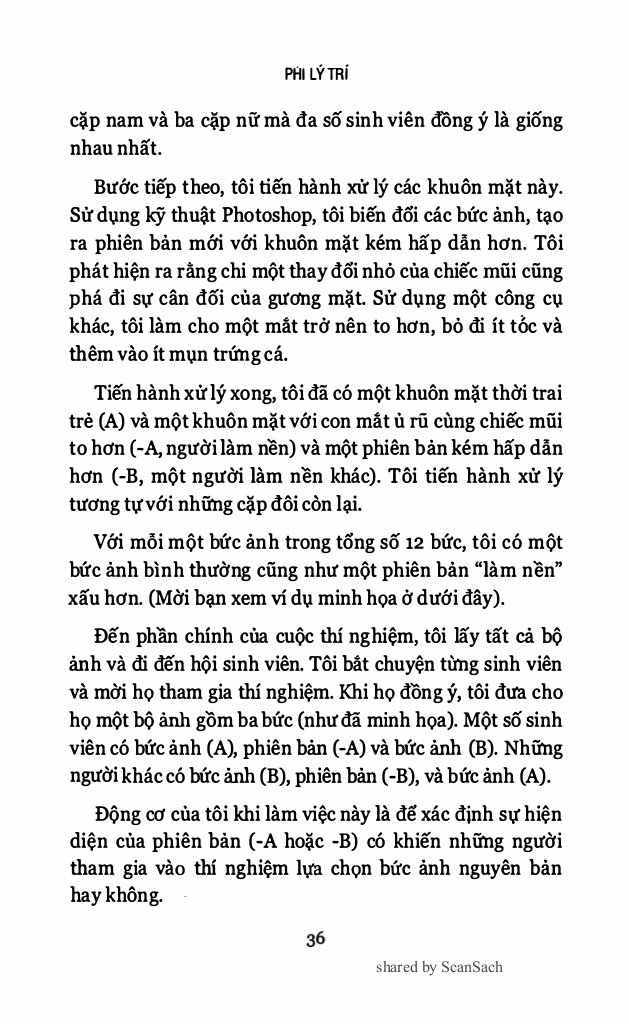 PHI LÝ TRÍ
cặp nam và ba cặp nữ mà đa số sinh viên đồng ý là giống
nhau nhất.
Bước tiếp theo, tôi tiến hành xử lý các khuôn mặt này.
Sử dụng kỹ thuật Photoshop, tôi biến đổi các bức ảnh, tạo
ra phiên bản mới với khuôn mặt kém hấp dẫn hơn. Tôi
phát hiện ra rằng chi một thay đổi nhỏ của chiếc mũi cũng
phá đi sự cân đối của gương mặt. Sử dụng một công cụ
khác, tôi làm cho một mắt trở nên to hơn, bỏ đi ít tóc và
thêm vào ít mụn trứng cá.
Tiến hành xử lý xong, tôi đã có một khuôn mặt thời trai
trẻ (A) và một khuôn mặt với con mắt ủ rũ cùng chiếc mũi
to hơn (-A, người làm nền) và một phiên bản kém hấp dẫn
hơn (-B, một người làm nền khác). Tôi tiến hành xử lý
tương tự với những cặp đôi còn lại.
Với mỗi một bức ảnh trong tổng số 12 bức, tôi có một
bức ảnh bình thường cũng như một phiên bản “làm nền”
xấu hơn. (Mời bạn xem ví dụ minh họa ở dưới đây).
Đến phần chính của cuộc thí nghiệm, tôi lấy tất cả bộ
ảnh và đi đến hội sinh viên. Tôi bắt chuyện từng sinh viên
và mời họ tham gia thí nghiệm. Khi họ đồng ý, tôi đưa cho
họ một bộ ảnh gồm ba bức (như đã minh họa). Một số sinh
viên có bức ảnh (A), phiên bản (-A) và bức ảnh (B). Những
người khác có bức ảnh (B), phiên bản (-B), và bức ảnh (A).
Động cơ của tôi khi làm việc này là để xác định sự hiện
diện của phiên bản (-A hoặc -B) có khiến những người
tham gia vào thí nghiệm lựa chọn bức ảnh nguyên bản
hay không.
36
shared by ScanSach